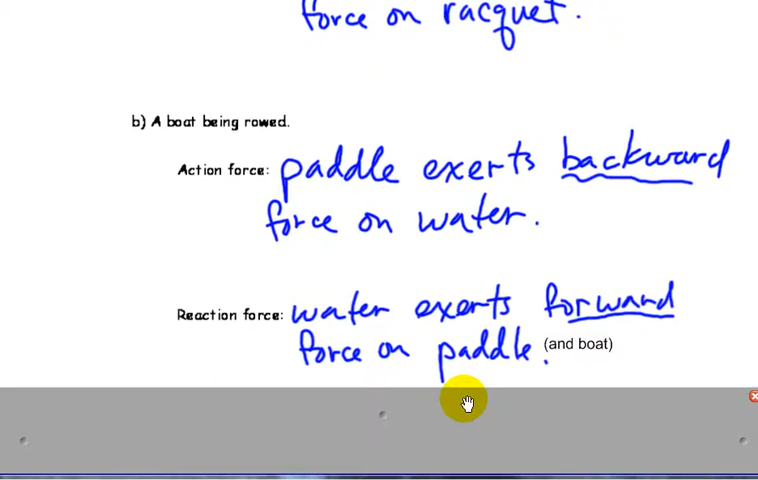 force on racquet.
b) A boat being rowed.
Action force: paddle exerts backward
force on water.
Reaction force: water exerts forward
force on paddle. (and boat)